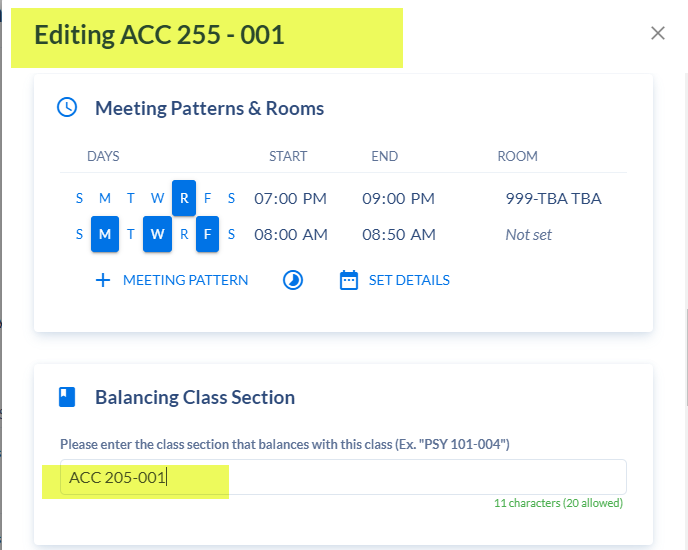 Editing ACC 255 - 001
Meeting Patterns & Rooms
DAYS START END ROOM
S M T W R F S 07:00 PM 09:00 PM 999-TBA TBA
S M T W R F S 08:00 AM 08:50 AM Not set
MEETING PATTERN SET DETAILS
Balancing Class Section
Please enter the class section that balances with this class (Ex. "PSY 101-004")
ACC 205-001
11 characters (20 allowed)